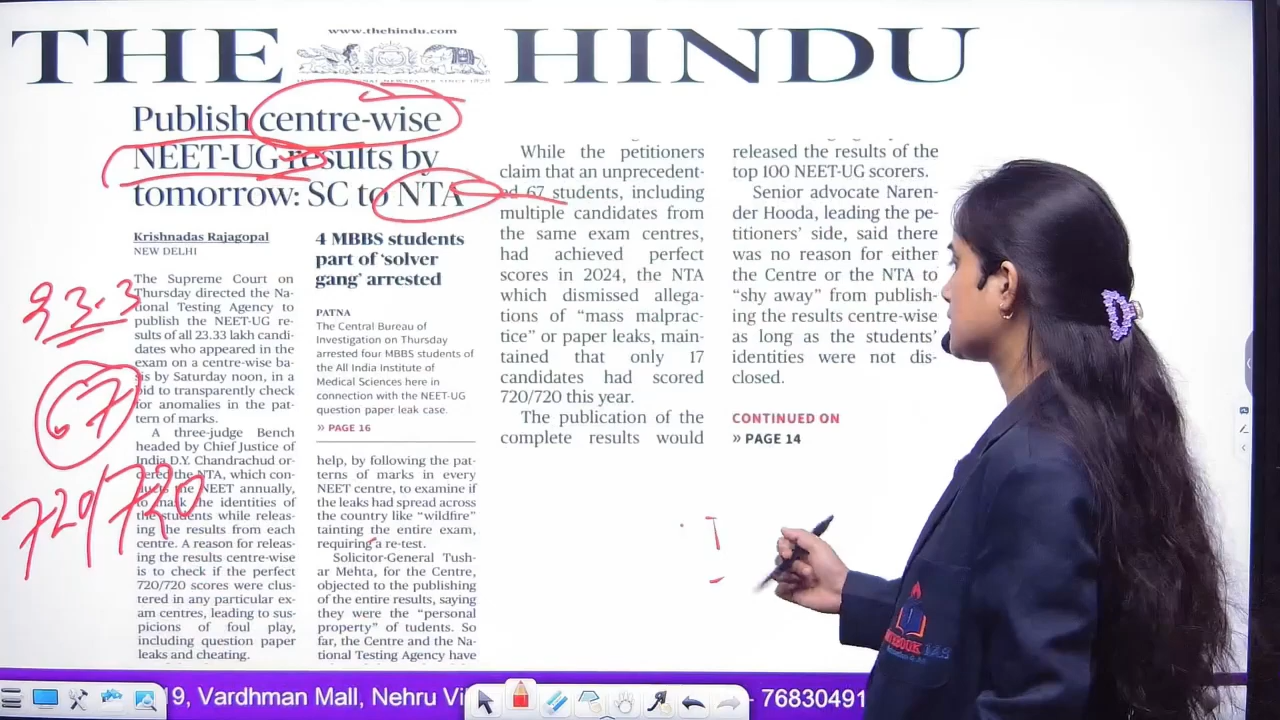 www.thehindu.com
THE HINDU
Publish centre-wise
NEET-UG results by
tomorrow: SC to NTA
Krishnadas Rajagopal
NEW DELHI
The Supreme Court on
Thursday directed the Na-
tional Testing Agency to
publish the NEET-UG re-
sults of all 23.33 lakh candi-
dates who appeared in the
exam on a centre-wise ba-
sis by Saturday noon, in a
bid to transparently check
for anomalies in the pat-
tern of marks.
A three-judge Bench
headed by Chief Justice of
India D.Y. Chandrachud or-
dered the NTA, which con-
ducts the NEET annually,
to mask the identities of
the students while releas-
ing the results from each
centre. A reason for releas-
ing the results centre-wise
is to check if the perfect
720/720 scores were clus-
tered in any particular ex-
am centres, leading to sus-
picions of foul play,
including question paper
leaks and cheating.
4 MBBS students
part of ‘solver
gang’ arrested
PATNA
The Central Bureau of
Investigation on Thursday
arrested four MBBS students of
the All India Institute of
Medical Sciences here in
connection with the NEET-UG
question paper leak case.
» PAGE 16
help, by following the pat-
terns of marks in every
NEET centre, to examine if
the leaks had spread across
the country like “wildfire”
tainting the entire exam,
requiring a re-test.
Solicitor-General Tush-
ar Mehta, for the Centre,
objected to the publishing
of the entire results, saying
they were the “personal
property” of tudents. So
far, the Centre and the Na-
tional Testing Agency have
While the petitioners
claim that an unprecedent-
ed 67 students, including
multiple candidates from
the same exam centres,
had achieved perfect
scores in 2024, the NTA
which dismissed allega-
tions of “mass malprac-
tice” or paper leaks, main-
tained that only 17
candidates had scored
720/720 this year.
The publication of the
complete results would
released the results of the
top 100 NEET-UG scorers.
Senior advocate Naren-
der Hooda, leading the pe-
titioners’ side, said there
was no reason for either
the Centre or the NTA to
“shy away” from publish-
ing the results centre-wise
as long as the students’
identities were not dis-
closed.
CONTINUED ON
» PAGE 14
67
720/720
19, Vardhman Mall, Nehru Vi
- 76830491